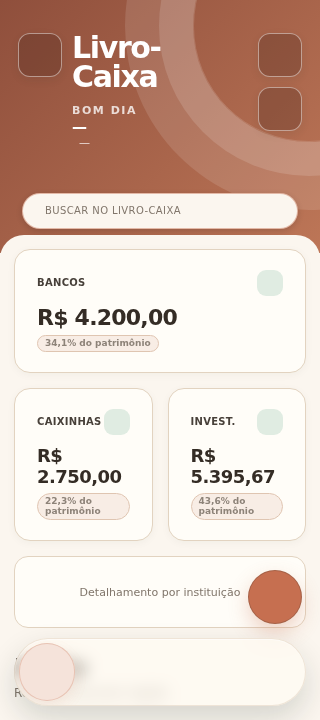 Livro-
Caixa
BOM DIA
—
—
BUSCAR NO LIVRO-CAIXA
BANCOS
R$ 4.200,00
34,1% do patrimônio
CAIXINHAS
R$
2.750,00
22,3% do
patrimônio
INVEST.
R$
5.395,67
43,6% do
patrimônio
Detalhamento por instituição